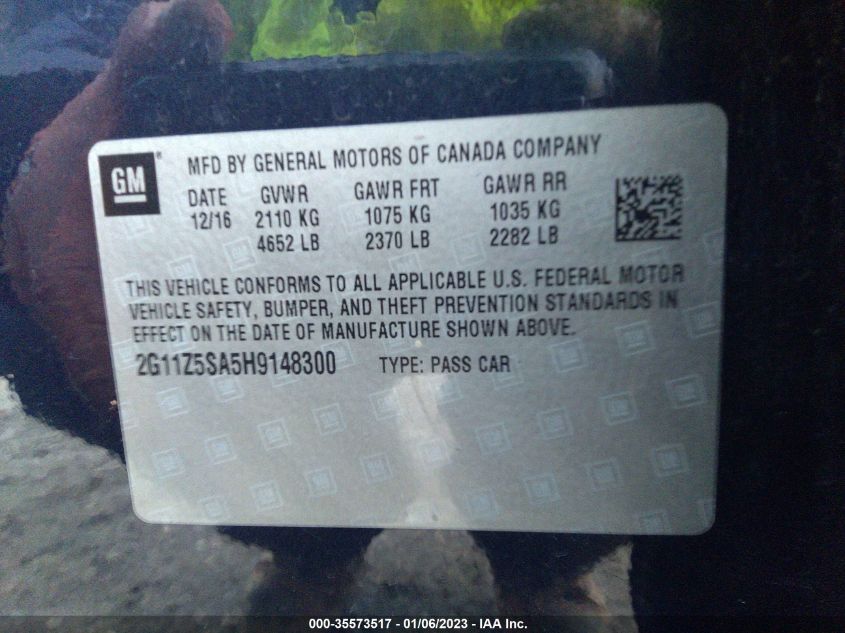 GM
MFD BY GENERAL MOTORS OF CANADA COMPANY
DATE GVWR GAWR FRT GAWR RR
12/16 2110 KG 1075 KG 1035 KG
4652 LB 2370 LB 2282 LB
THIS VEHICLE CONFORMS TO ALL APPLICABLE U.S. FEDERAL MOTOR
VEHICLE SAFETY, BUMPER, AND THEFT PREVENTION STANDARDS IN
EFFECT ON THE DATE OF MANUFACTURE SHOWN ABOVE.
2G11Z5SA5H9148300 TYPE: PASS CAR
000-35573517 - 01/06/2023 - IAA Inc.